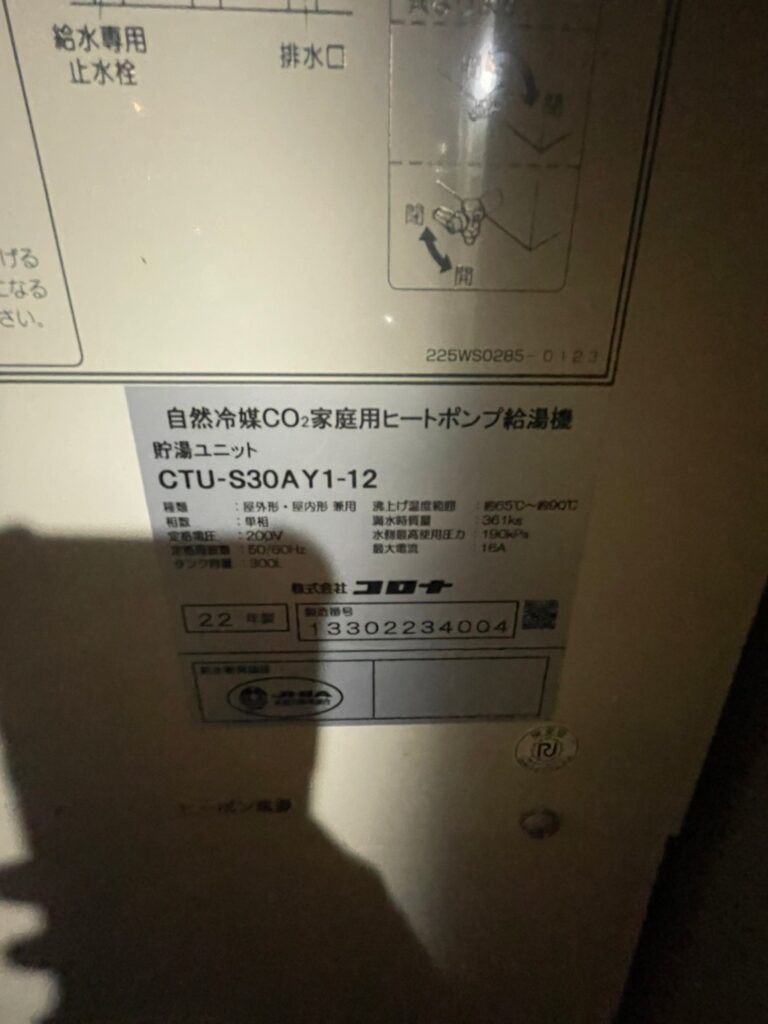 給水専用
止水栓
排水口
閉
開
げる
になる
さい。
225WS0285-0123
自然冷媒CO₂家庭用ヒートポンプ給湯機
貯湯ユニット
CTU-S30AY1-12
種類 : 屋外形・屋内形 兼用
相数 : 単相
定格電圧 : 200V
定格周波数 : 50/60Hz
タンク容量 : 300L
沸上げ温度範囲 : 約65℃〜約90℃
満水時質量 : 361kg
水側最高使用圧力 : 190kPa
最大電流 : 16A
株式会社 コロナ
22 年製
製造番号
13302234004
JHIA